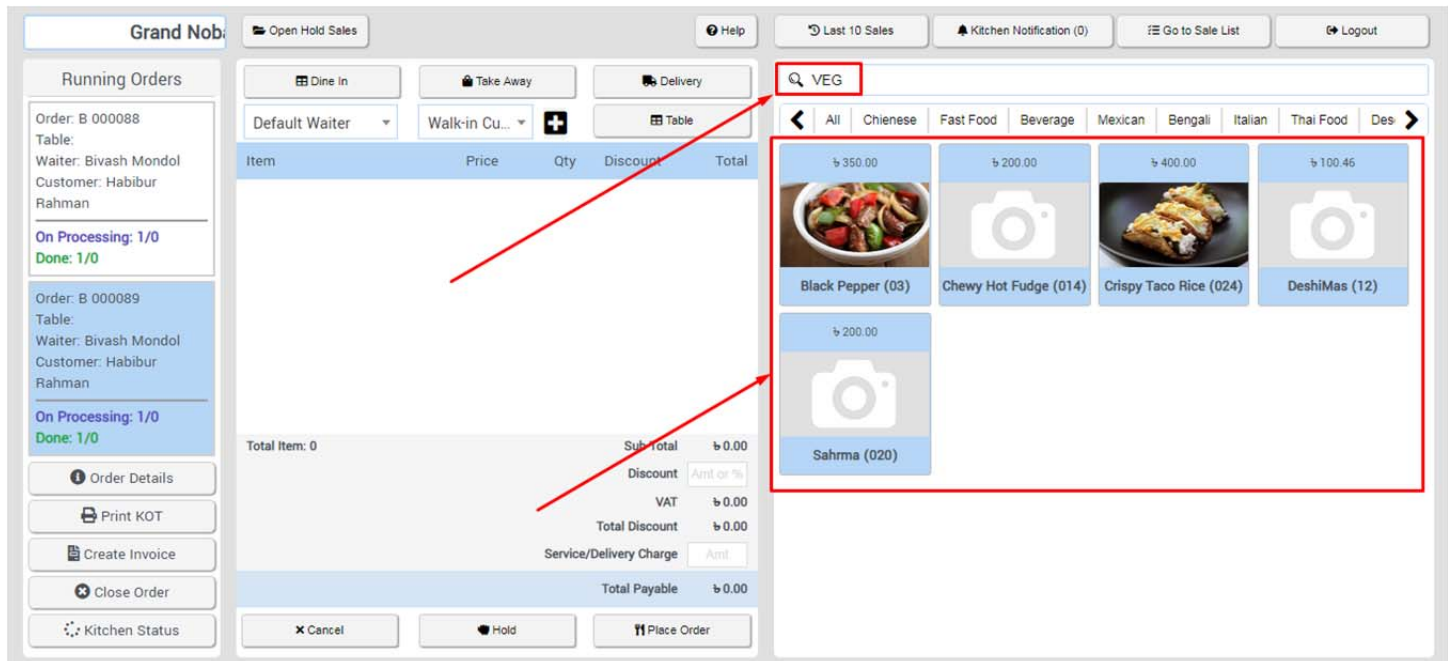 Grand Noba
Open Hold Sales
Help
Last 10 Sales
Kitchen Notification (0)
Go to Sale List
Logout
Running Orders
Order: B 000088
Table:
Waiter: Bivash Mondol
Customer: Habibur
Rahman
On Processing: 1/0
Done: 1/0
Order: B 000089
Table:
Waiter: Bivash Mondol
Customer: Habibur
Rahman
On Processing: 1/0
Done: 1/0
Order Details
Print KOT
Create Invoice
Close Order
Kitchen Status
Dine In
Take Away
Delivery
Default Waiter
Walk-in Cu...
Table
Item Price Qty Discount Total
Total Item: 0
Sub Total ৳ 0.00
Discount Amt or %
VAT ৳ 0.00
Total Discount ৳ 0.00
Service/Delivery Charge Amt
Total Payable ৳ 0.00
Cancel
Hold
Place Order
VEG
All Chienese Fast Food Beverage Mexican Bengali Italian Thai Food Des
৳ 350.00
Black Pepper (03)
৳ 200.00
Chewy Hot Fudge (014)
৳ 400.00
Crispy Taco Rice (024)
৳ 100.46
DeshiMas (12)
৳ 200.00
Sahrma (020)